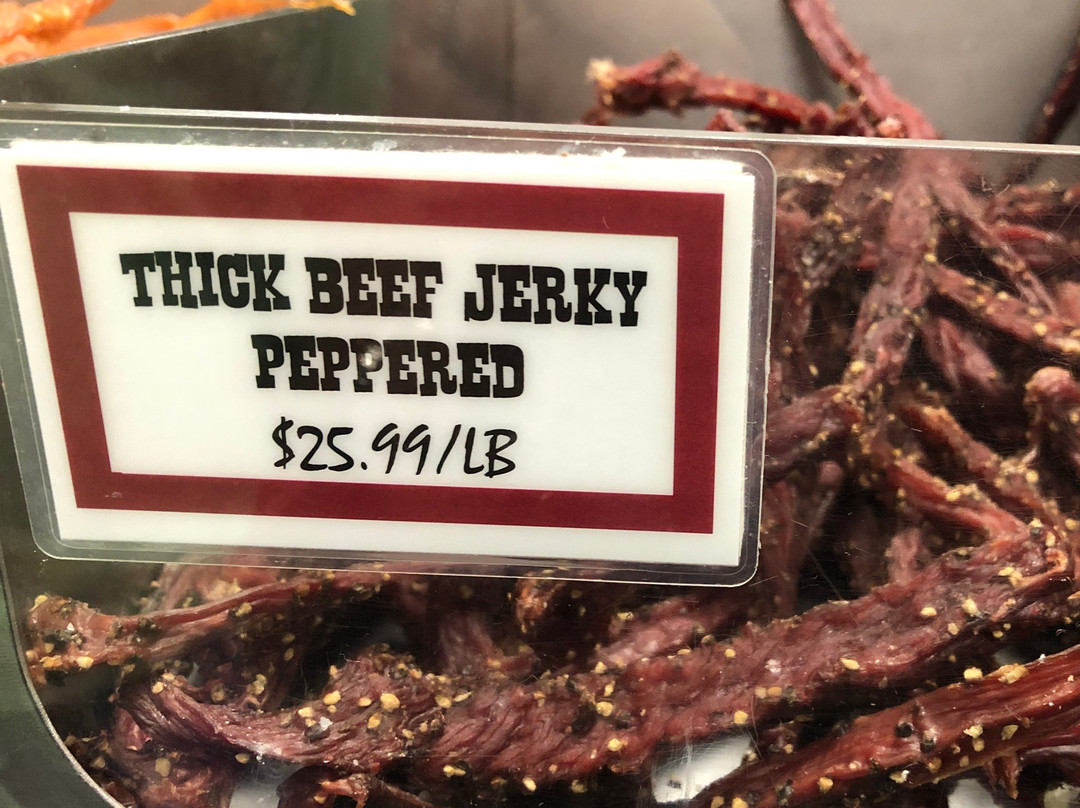 THICK BEEF JERKY
PEPPERED
$25.99/LB